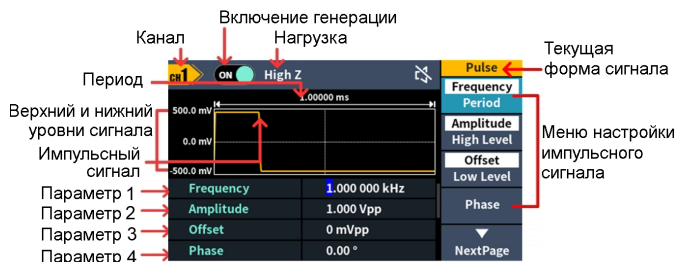 Включение генерации
Канал
Нагрузка
Текущая
форма сигнала
Период
CH1
ON
High Z
Pulse
1.00000 ms
Верхний и нижний
уровни сигнала
500.0 mV
0.0 mV
-500.0 mV
Импульсный
сигнал
Frequency
Period
Amplitude
High Level
Offset
Low Level
Phase
NextPage
Меню настройки
импульсного
сигнала
Параметр 1
Frequency
1.000 000 kHz
Параметр 2
Amplitude
1.000 Vpp
Параметр 3
Offset
0 mVpp
Параметр 4
Phase
0.00 °